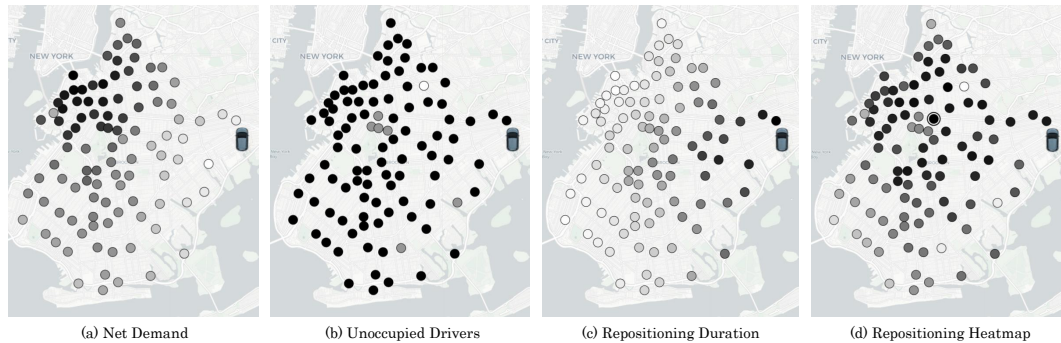 NEW YORK
CITY
NEW YORK
CITY
NEW YORK
CITY
NEW YORK
(a) Net Demand
(b) Unoccupied Drivers
(c) Repositioning Duration
(d) Repositioning Heatmap